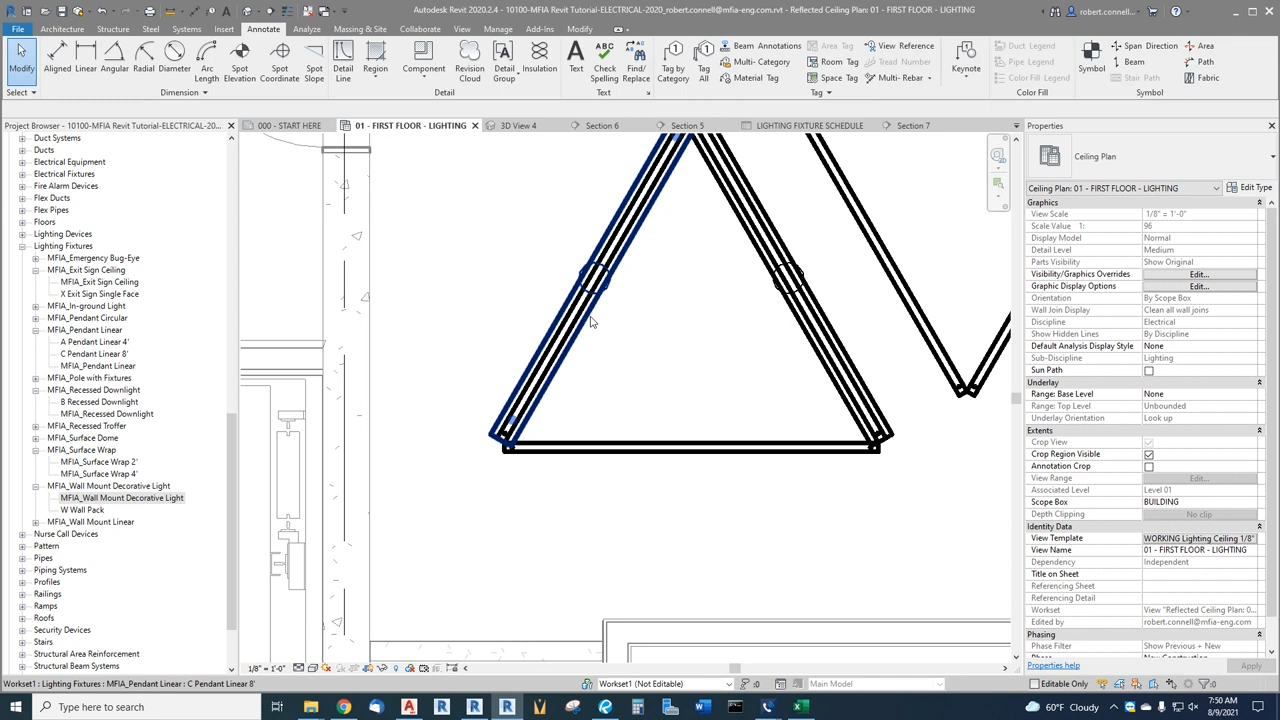 Autodesk Revit 2020.2.4 - 10100-MFIA Revit Tutorial-ELECTRICAL-2020_robert.connell@mfia-eng.com.rvt - Reflected Ceiling Plan: 01 - FIRST FLOOR - LIGHTING
robert.connell...
File Architecture Structure Steel Systems Insert Annotate Analyze Massing & Site Collaborate View Manage Add-Ins Modify
Modify Aligned Linear Angular Radial Diameter Arc Length Spot Elevation Spot Coordinate Spot Slope Detail Line Region Component Revision Cloud Detail Group Insulation Text Check Spelling Find/ Replace Tag by Category Tag All Beam Annotations Area Tag View Reference Keynote Duct Legend Symbol Span Direction Area
Multi- Category Room Tag Tread Number Pipe Legend Beam Path
Material Tag Space Tag Multi- Rebar Color Fill Legend Stair Path Fabric
Select Dimension Detail Text Tag Color Fill Symbol
Project Browser - 10100-MFIA Revit Tutorial-ELECTRICAL-20...
000 - START HERE 01 - FIRST FLOOR - LIGHTING 3D View 4 Section 6 Section 5 LIGHTING FIXTURE SCHEDULE Section 7
Properties
Duct Systems
Ducts
Electrical Equipment
Electrical Fixtures
Fire Alarm Devices
Flex Ducts
Flex Pipes
Floors
Lighting Devices
Lighting Fixtures
MFIA_Emergency Bug-Eye
MFIA_Exit Sign Ceiling
MFIA_Exit Sign Ceiling
X Exit Sign Single Face
MFIA_In-ground Light
MFIA_Pendant Circular
MFIA_Pendant Linear
A Pendant Linear 4'
C Pendant Linear 8'
MFIA_Pendant Linear
MFIA_Pole with Fixtures
MFIA_Recessed Downlight
B Recessed Downlight
MFIA_Recessed Downlight
MFIA_Recessed Troffer
MFIA_Surface Dome
MFIA_Surface Wrap
MFIA_Surface Wrap 2'
MFIA_Surface Wrap 4'
MFIA_Wall Mount Decorative Light
MFIA_Wall Mount Decorative Light
W Wall Pack
MFIA_Wall Mount Linear
Nurse Call Devices
Pattern
Pipes
Piping Systems
Profiles
Railings
Ramps
Roofs
Security Devices
Stairs
Structural Area Reinforcement
Structural Beam Systems
Ceiling Plan
Ceiling Plan: 01 - FIRST FLOOR - LIGHTING Edit Type
Graphics
View Scale 1/8" = 1'-0"
Scale Value 1: 96
Display Model Normal
Detail Level Medium
Parts Visibility Show Original
Visibility/Graphics Overrides Edit...
Graphic Display Options Edit...
Orientation By Scope Box
Wall Join Display Clean all wall joins
Discipline Electrical
Show Hidden Lines By Discipline
Default Analysis Display Style None
Sub-Discipline Lighting
Sun Path
Underlay
Range: Base Level None
Range: Top Level Unbounded
Underlay Orientation Look up
Extents
Crop View
Crop Region Visible
Annotation Crop
View Range Edit...
Associated Level Level 01
Scope Box BUILDING
Depth Clipping No clip
Identity Data
View Template WORKING Lighting Ceiling 1/8"
View Name 01 - FIRST FLOOR - LIGHTING
Dependency Independent
Title on Sheet
Referencing Sheet
Referencing Detail
Workset View "Reflected Ceiling Plan: 0...
Edited by robert.connell@mfia-eng.com
Phasing
Phase Filter Show Previous + New
Properties help Apply
1/8" = 1'-0"
Workset1 : Lighting Fixtures : MFIA_Pendant Linear : C Pendant Linear 8'
Workset1 (Not Editable) :0 Main Model Editable Only :0
Type here to search
60°F Cloudy
7:50 AM
8/9/2021